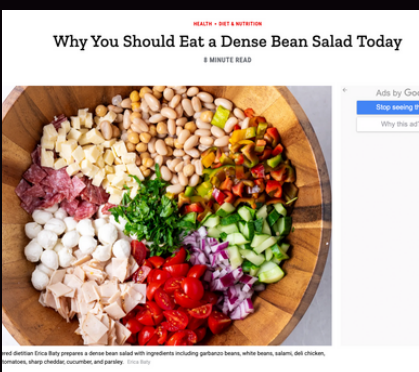 HEALTH • DIET & NUTRITION
Why You Should Eat a Dense Bean Salad Today
8 MINUTE READ
Ads by Goo
Stop seeing th
Why this ad?
ered dietitian Erica Baty prepares a dense bean salad with ingredients including garbanzo beans, white beans, salami, deli chicken,
tomatoes, sharp cheddar, cucumber, and parsley. Erica Baty